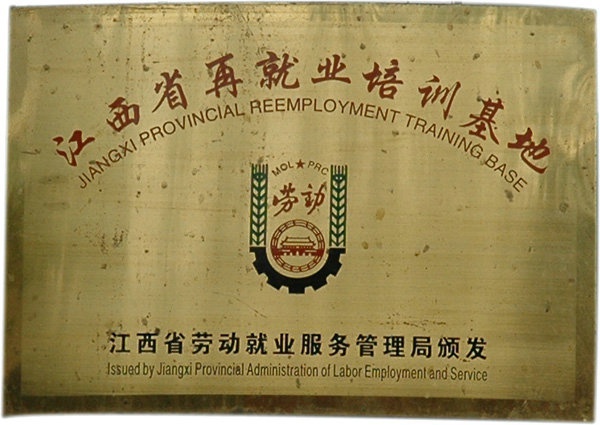 江西省再就业培训基地
JIANGXI PROVINCIAL REEMPLOYMENT TRAINING BASE
MOL★PRC
劳动
江西省劳动就业服务管理局颁发
Issued by Jiangxi Provincial Administration of Labor Employment and Service